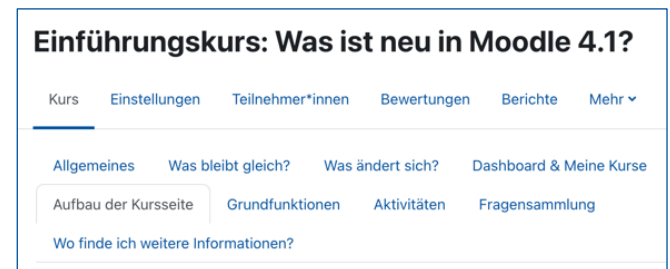 Einführungskurs: Was ist neu in Moodle 4.1?
Kurs Einstellungen Teilnehmer*innen Bewertungen Berichte Mehr
Allgemeines Was bleibt gleich? Was ändert sich? Dashboard & Meine Kurse
Aufbau der Kursseite Grundfunktionen Aktivitäten Fragensammlung
Wo finde ich weitere Informationen?